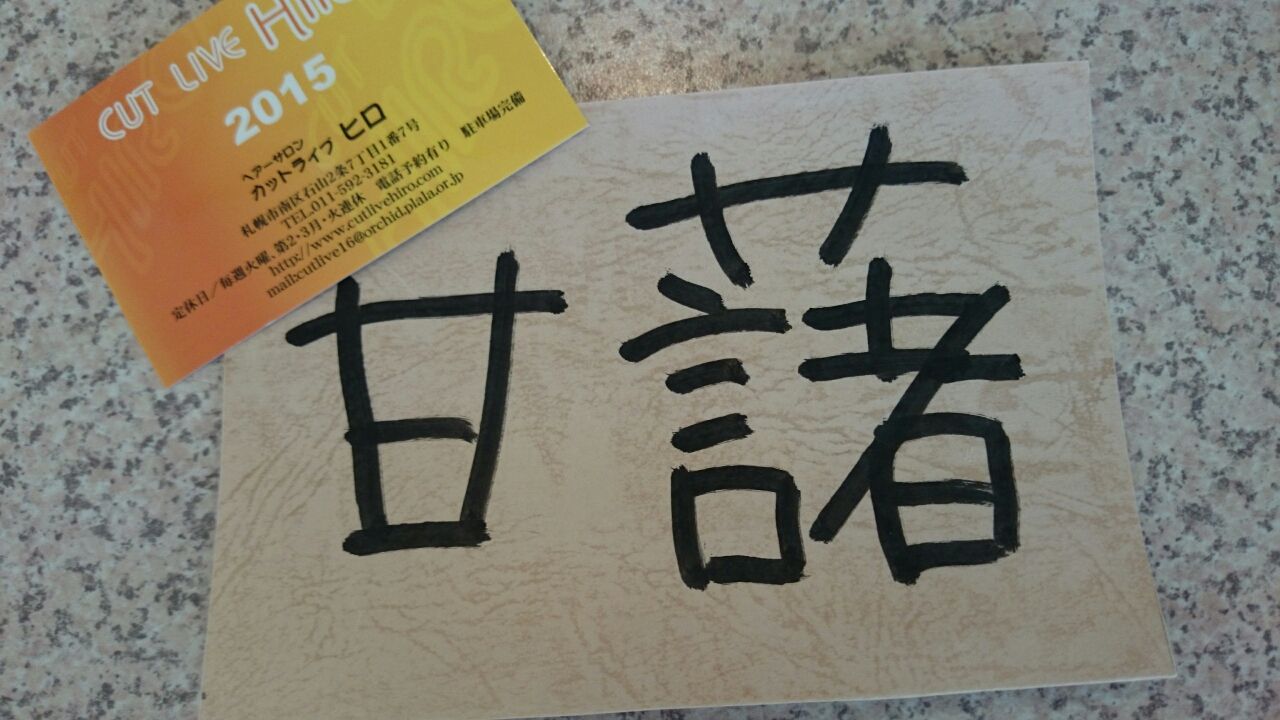 CUT LIVE
2015
ヘアーサロン
カットライブ ヒロ
札幌市南区石山2条7丁目1番7号
TEL.011-592-3181
定休日／毎週火曜、第2・3月・火連休 電話予約有り 駐車場完備
http://www.cutlivehiro.com
mail:cutlive16@orchid.plala.or.jp
甘藷